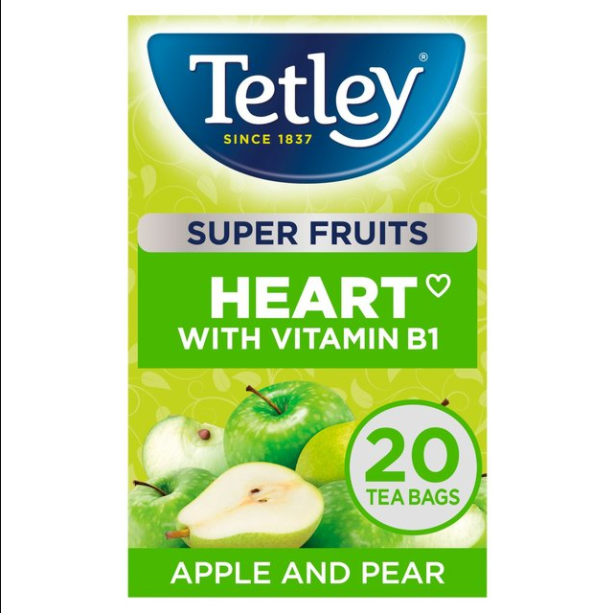 Tetley®
SINCE 1837
SUPER FRUITS
HEART ♡
WITH VITAMIN B1
20
TEA BAGS
APPLE AND PEAR